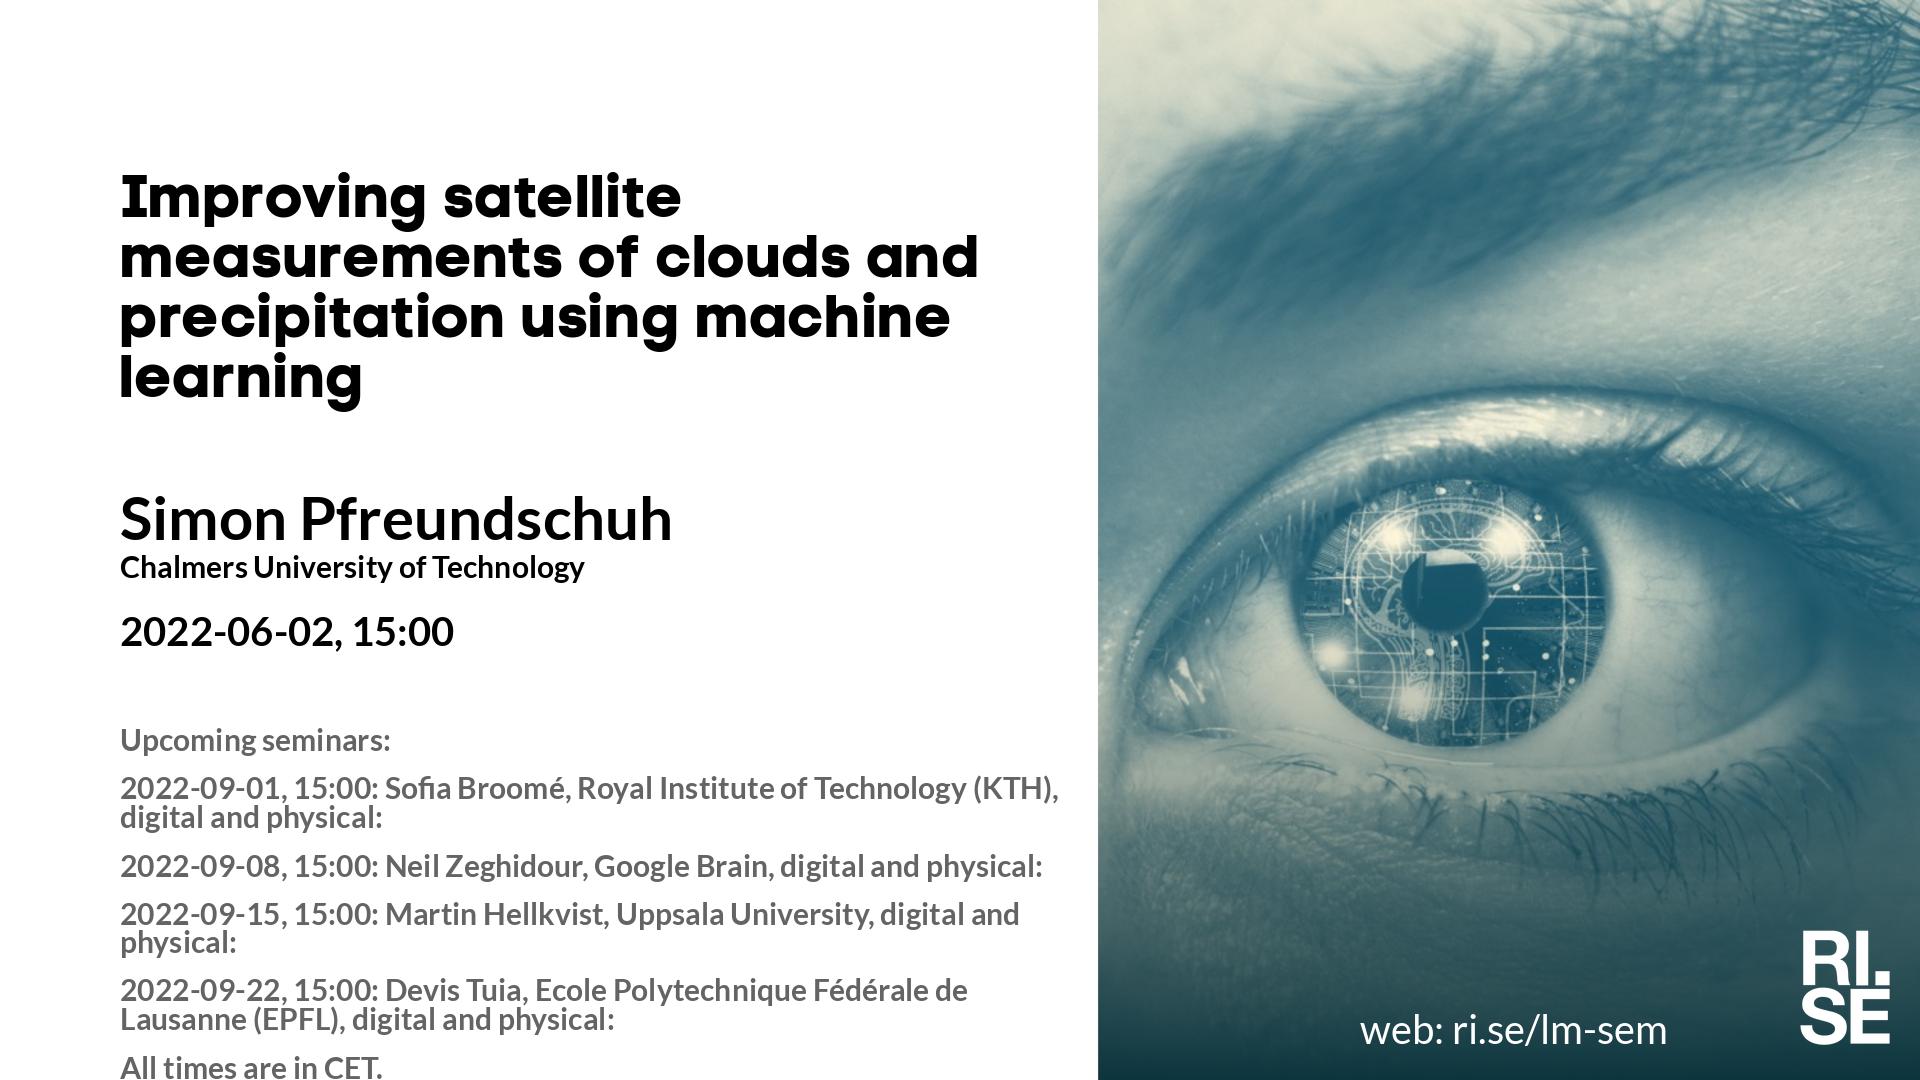 Improving satellite
measurements of clouds and
precipitation using machine
learning
Simon Pfreundschuh
Chalmers University of Technology
2022-06-02, 15:00
Upcoming seminars:
2022-09-01, 15:00: Sofia Broomé, Royal Institute of Technology (KTH),
digital and physical:
2022-09-08, 15:00: Neil Zeghidour, Google Brain, digital and physical:
2022-09-15, 15:00: Martin Hellkvist, Uppsala University, digital and
physical:
2022-09-22, 15:00: Devis Tuia, Ecole Polytechnique Fédérale de
Lausanne (EPFL), digital and physical:
All times are in CET.
web: ri.se/lm-sem
RI.
SE